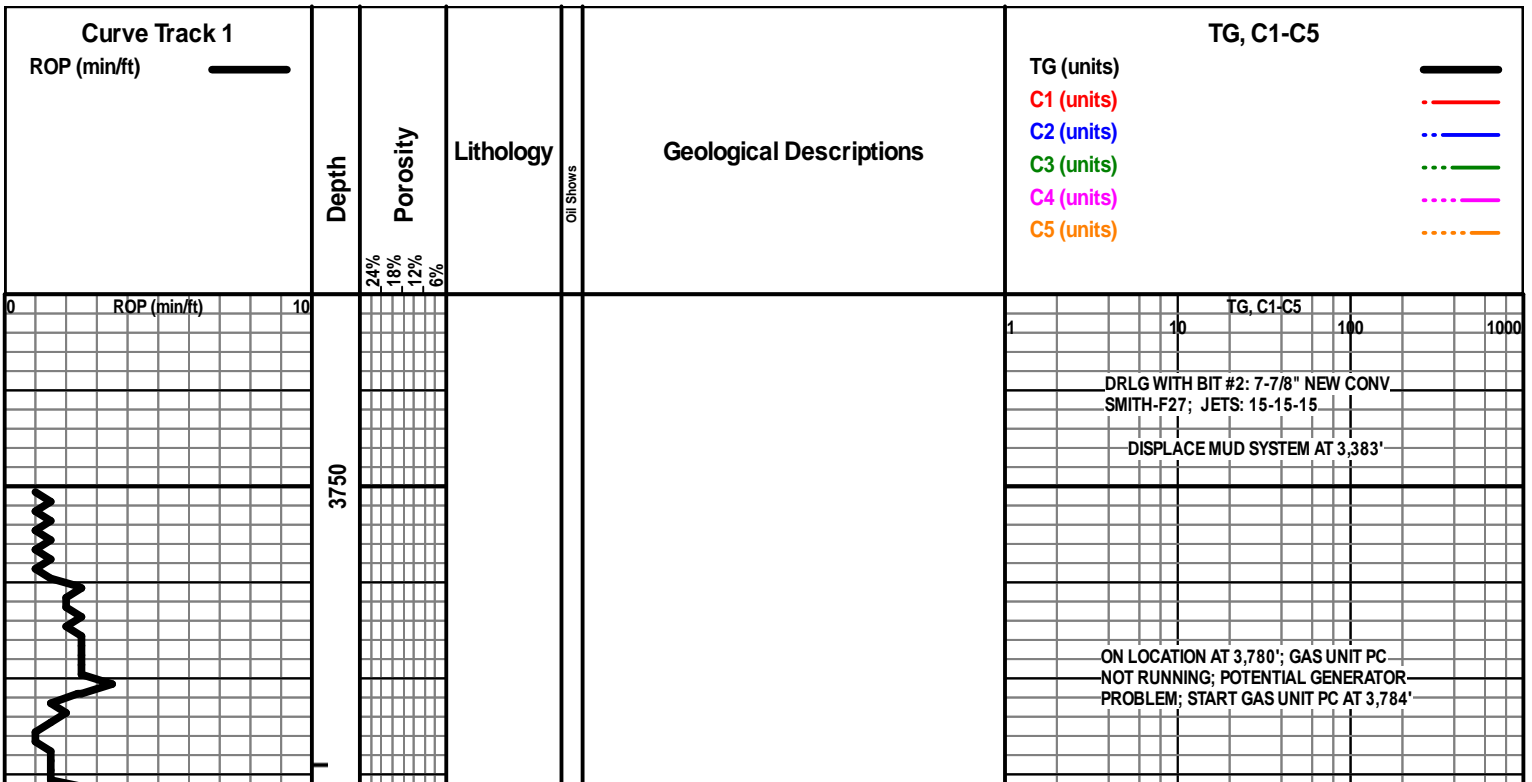 Curve Track 1
ROP (min/ft)
Depth
Porosity
24%
18%
12%
6%
Lithology
Oil Shows
Geological Descriptions
TG, C1-C5
TG (units)
C1 (units)
C2 (units)
C3 (units)
C4 (units)
C5 (units)
0 ROP (min/ft) 10
TG, C1-C5
1 10 100 1000
DRLG WITH BIT #2: 7-7/8" NEW CONV
SMITH-F27; JETS: 15-15-15
DISPLACE MUD SYSTEM AT 3,383'
3750
ON LOCATION AT 3,780'; GAS UNIT PC
NOT RUNNING; POTENTIAL GENERATOR
PROBLEM; START GAS UNIT PC AT 3,784'